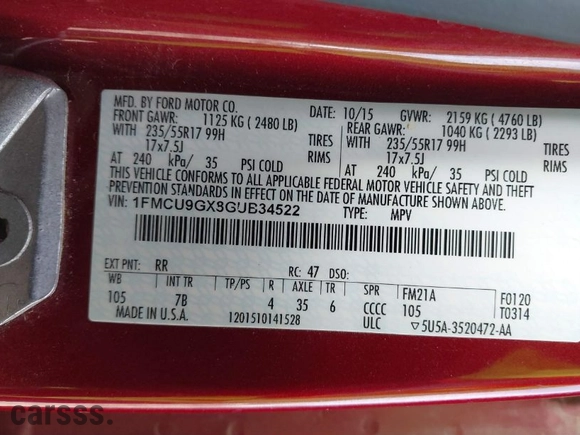 MFD. BY FORD MOTOR CO.
DATE: 10/15 GVWR: 2159 KG ( 4760 LB)
FRONT GAWR: 1125 KG ( 2480 LB) REAR GAWR: 1040 KG ( 2293 LB)
WITH 235/55R17 99H TIRES WITH 235/55R17 99H TIRES
17x7.5J RIMS 17x7.5J RIMS
AT 240 kPa/ 35 PSI COLD AT 240 kPa/ 35 PSI COLD
THIS VEHICLE CONFORMS TO ALL APPLICABLE FEDERAL MOTOR VEHICLE SAFETY AND THEFT
PREVENTION STANDARDS IN EFFECT ON THE DATE OF MANUFACTURE SHOWN ABOVE.
VIN: 1FMCU9GX8GUB34522 TYPE: MPV
EXT PNT: RR RC: 47 DSO:
WB INT TR TP/PS R AXLE TR SPR FM21A F0120
105 7B 4 35 6 CCCC 105 T0314
MADE IN U.S.A. 1201510141528 ULC ▽5U5A-3520472-AA
carsss.